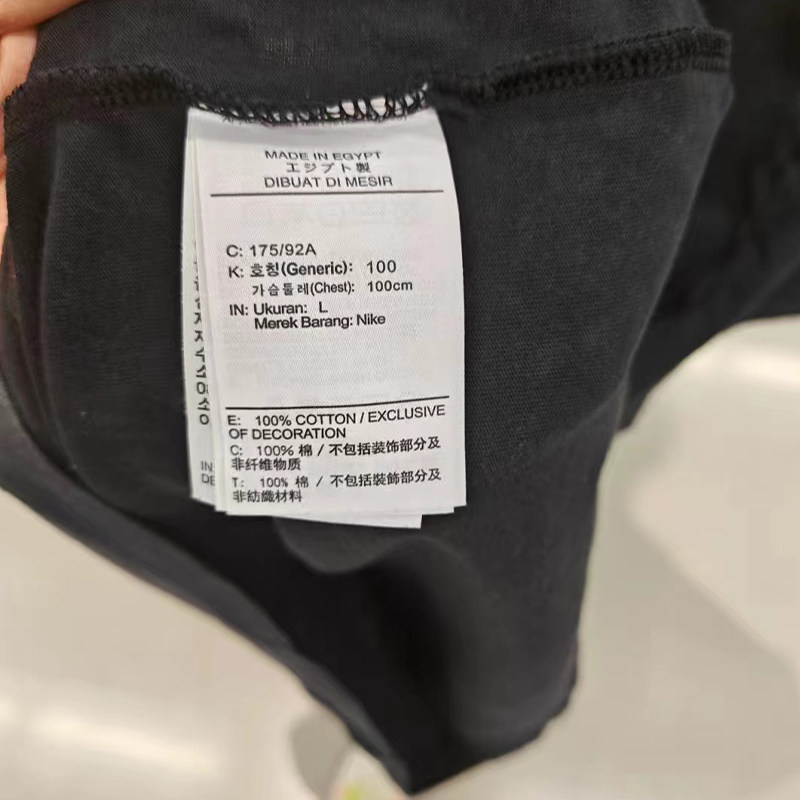 MADE IN EGYPT
エジプト製
DIBUAT DI MESIR
C: 175/92A
K: 호칭(Generic): 100
가슴둘레(Chest): 100cm
IN: Ukuran: L
Merek Barang: Nike
E: 100% COTTON / EXCLUSIVE
OF DECORATION
C: 100% 棉 / 不包括装饰部分及
非纤维物质
T: 100% 棉 / 不包括裝飾部分及
非紡織材料
IN
DE